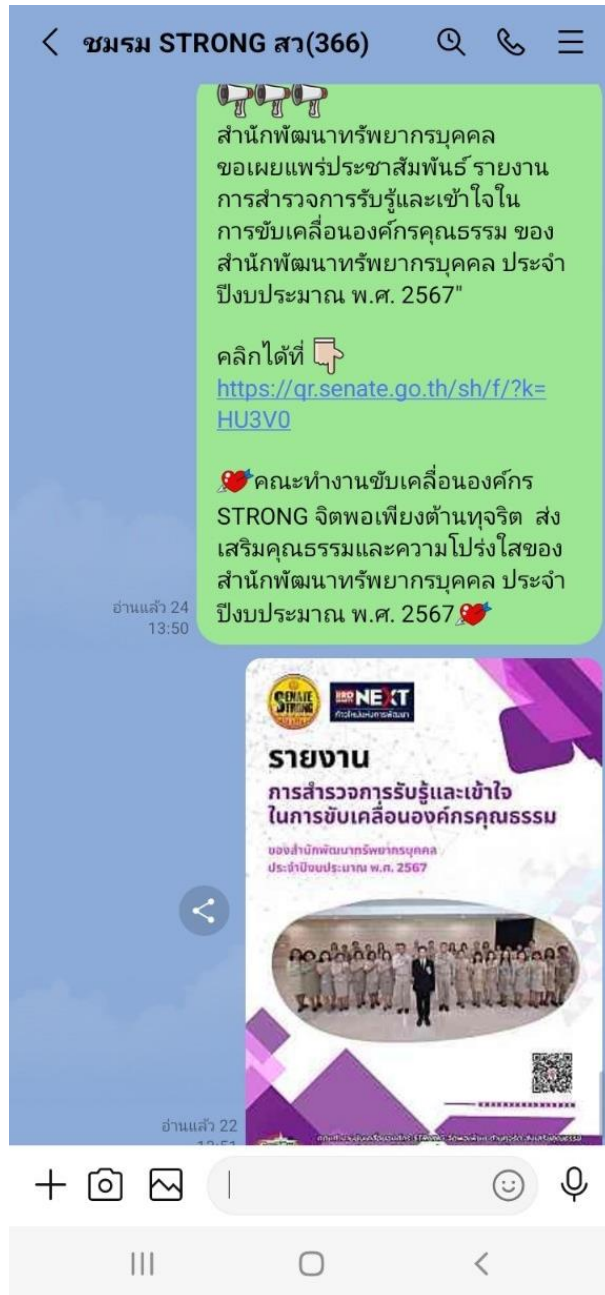 ชมรม STRONG สว(366)
สำนักพัฒนาทรัพยากรบุคคล
ขอเผยแพร่ประชาสัมพันธ์ รายงาน
การสำรวจการรับรู้และเข้าใจใน
การขับเคลื่อนองค์กรคุณธรรม ของ
สำนักพัฒนาทรัพยากรบุคคล ประจำ
ปีงบประมาณ พ.ศ. 2567"
คลิกได้ที่
https://qr.senate.go.th/sh/f/?k=
HU3V0
คณะทำงานขับเคลื่อนองค์กร
STRONG จิตพอเพียงต้านทุจริต ส่ง
เสริมคุณธรรมและความโปร่งใสของ
สำนักพัฒนาทรัพยากรบุคคล ประจำ
ปีงบประมาณ พ.ศ. 2567
อ่านแล้ว 24
13:50
SENATE
STRONG
NEXT
ก้าวใหม่แห่งการพัฒนา
รายงาน
การสำรวจการรับรู้และเข้าใจ
ในการขับเคลื่อนองค์กรคุณธรรม
ของสำนักพัฒนาทรัพยากรบุคคล
ประจำปีงบประมาณ พ.ศ. 2567
อ่านแล้ว 22